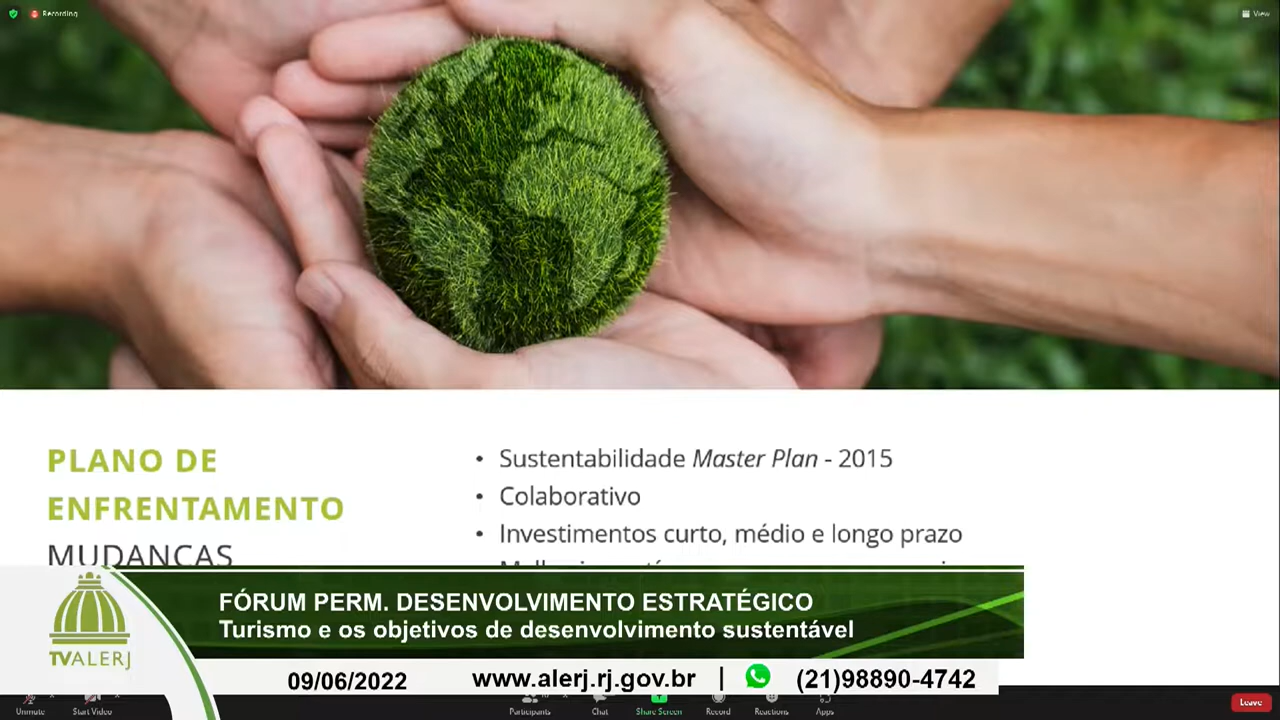 Recording
View
PLANO DE
ENFRENTAMENTO
MUDANÇAS
• Sustentabilidade Master Plan - 2015
• Colaborativo
• Investimentos curto, médio e longo prazo
FÓRUM PERM. DESENVOLVIMENTO ESTRATÉGICO
Turismo e os objetivos de desenvolvimento sustentável
TVALERJ
09/06/2022
www.alerj.rj.gov.br | (21)98890-4742
Unmute
Start Video
Participants
Chat
Share Screen
Record
Reactions
Apps
Leave